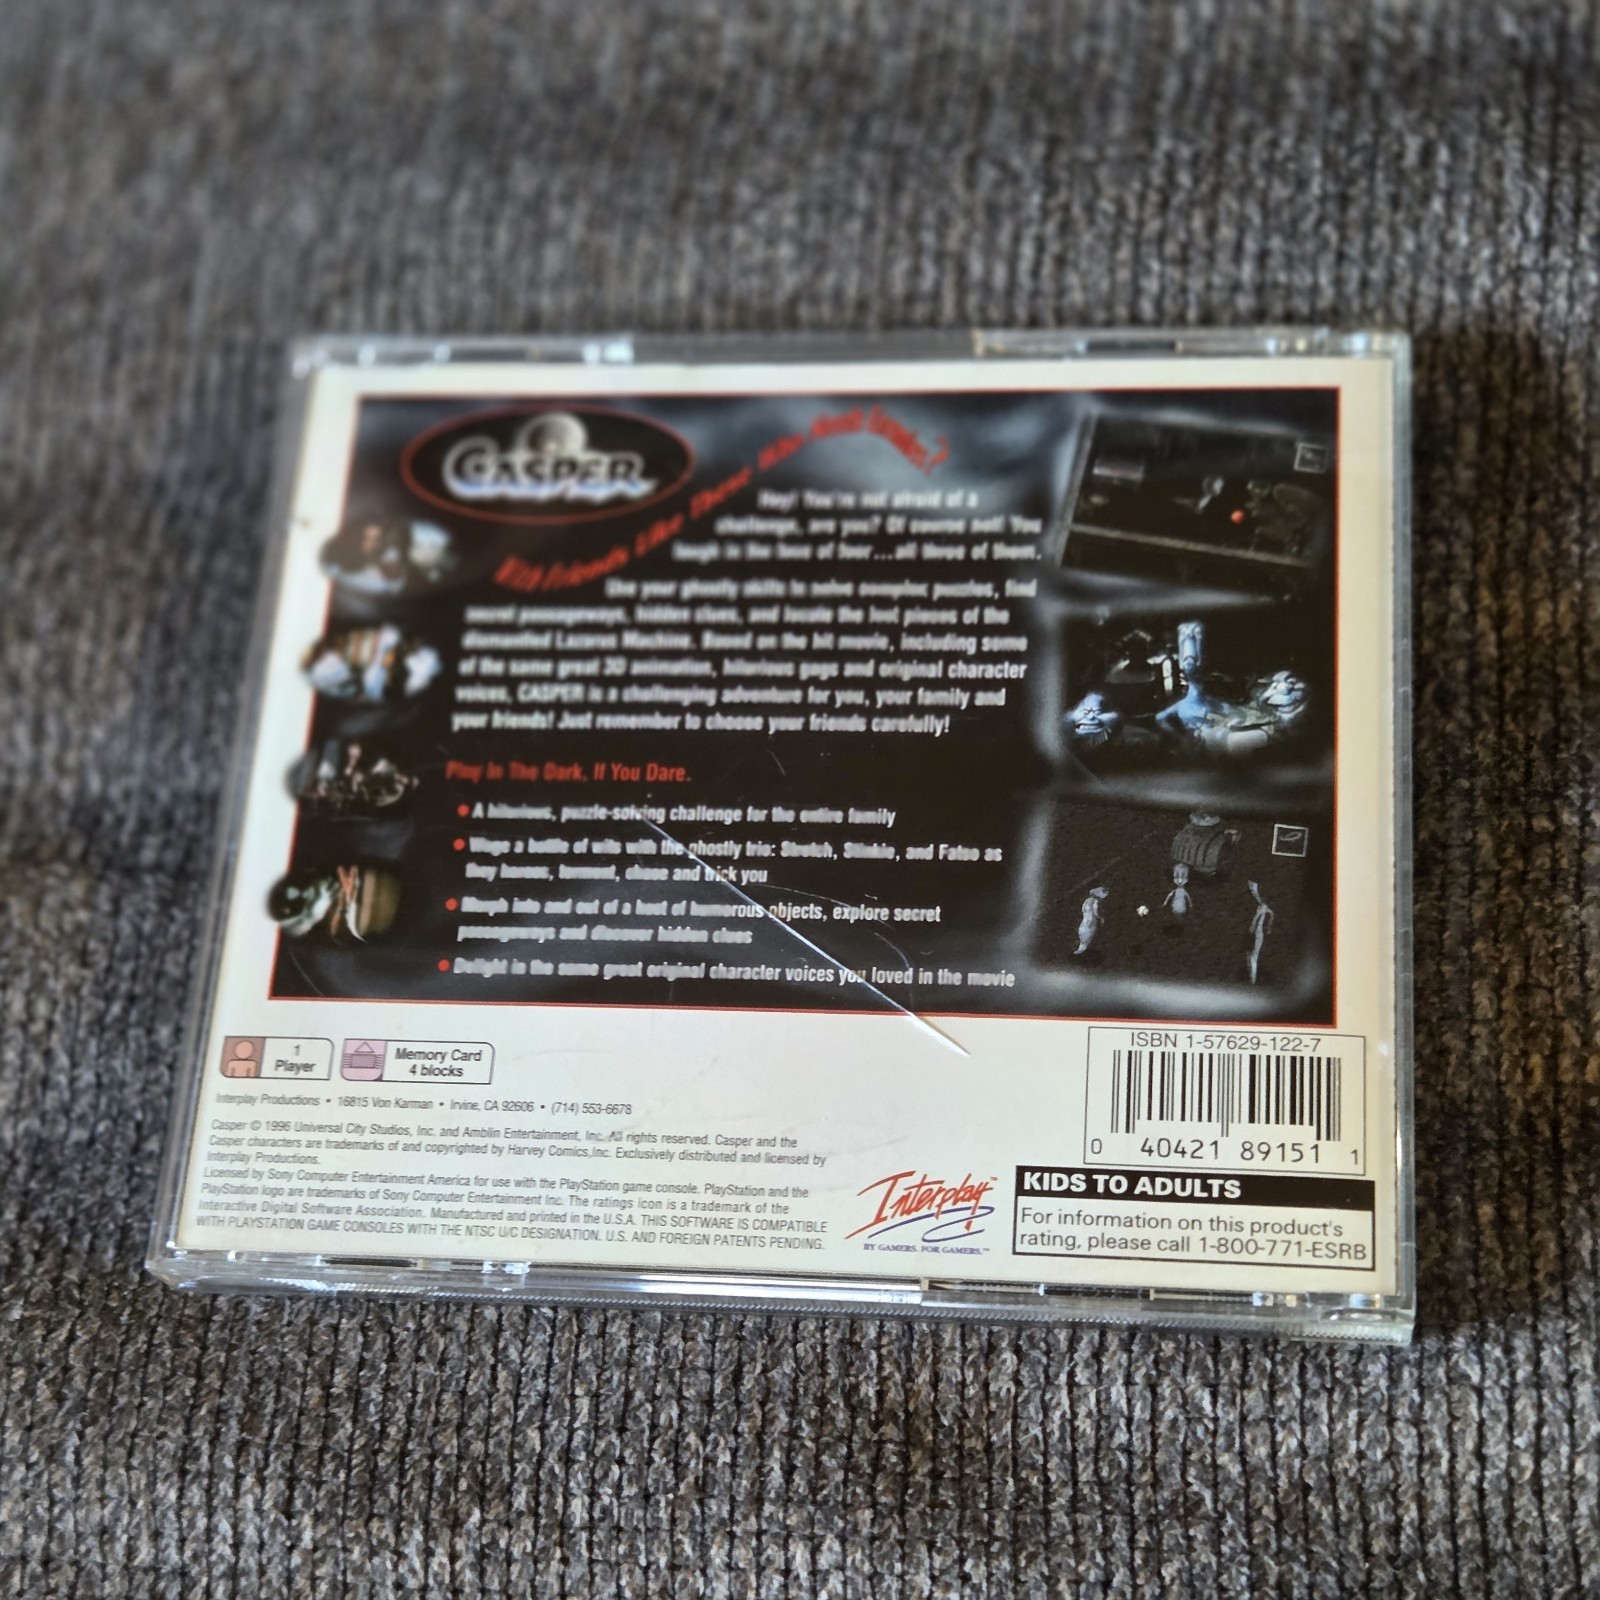 CASPER
With Friends Like These Who Needs Enemies?
Hey! You're not afraid of a
challenge, are you? Of course not! You
laugh in the face of fear...all three of them.
Use your ghostly skills to solve complex puzzles, find
secret passageways, hidden clues, and locate the lost pieces of the
dismantled Lazarus Machine. Based on the hit movie, including some
of the same great 3D animation, hilarious gags and original character
voices, CASPER is a challenging adventure for you, your family and
your friends! Just remember to choose your friends carefully!
Play In The Dark, If You Dare.
• A hilarious, puzzle-solving challenge for the entire family
• Wage a battle of wits with the ghostly trio: Stretch, Stinkie, and Fatso as
they harass, torment, chase and trick you
• Morph into and out of a host of humorous objects, explore secret
passageways and discover hidden clues
• Delight in the same great original character voices you loved in the movie
1
Player
Memory Card
4 blocks
Interplay Productions • 16815 Von Karman • Irvine, CA 92606 • (714) 553-6678
Casper © 1996 Universal City Studios, Inc. and Amblin Entertainment, Inc. All rights reserved. Casper and the
Casper characters are trademarks of and copyrighted by Harvey Comics,Inc. Exclusively distributed and licensed by
Interplay Productions.
Licensed by Sony Computer Entertainment America for use with the PlayStation game console. PlayStation and the
PlayStation logo are trademarks of Sony Computer Entertainment Inc. The ratings icon is a trademark of the
Interactive Digital Software Association. Manufactured and printed in the U.S.A. THIS SOFTWARE IS COMPATIBLE
WITH PLAYSTATION GAME CONSOLES WITH THE NTSC U/C DESIGNATION. U.S. AND FOREIGN PATENTS PENDING.
Interplay™
BY GAMERS. FOR GAMERS.™
ISBN 1-57629-122-7
0 40421 89151 1
KIDS TO ADULTS
For information on this product's
rating, please call 1-800-771-ESRB